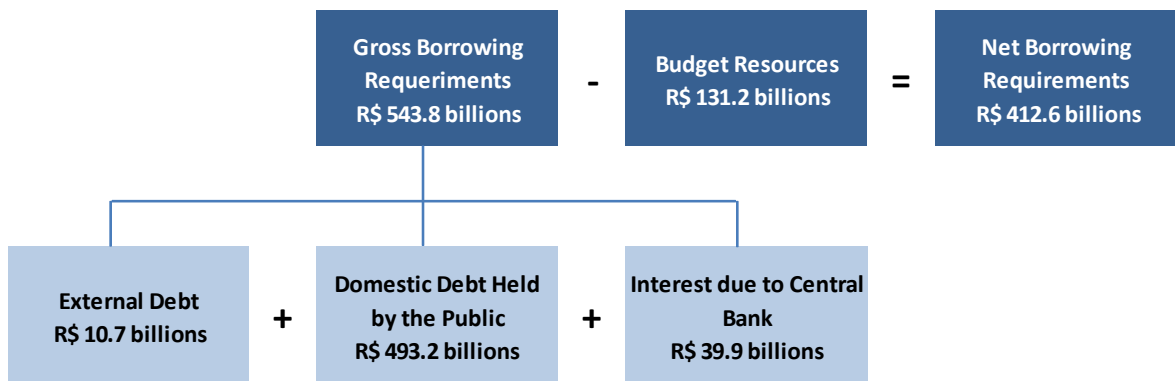 Gross Borrowing
Requeriments
R$ 543.8 billions
-
Budget Resources
R$ 131.2 billions
=
Net Borrowing
Requirements
R$ 412.6 billions
External Debt
R$ 10.7 billions
+
Domestic Debt Held
by the Public
R$ 493.2 billions
+
Interest due to Central
Bank
R$ 39.9 billions